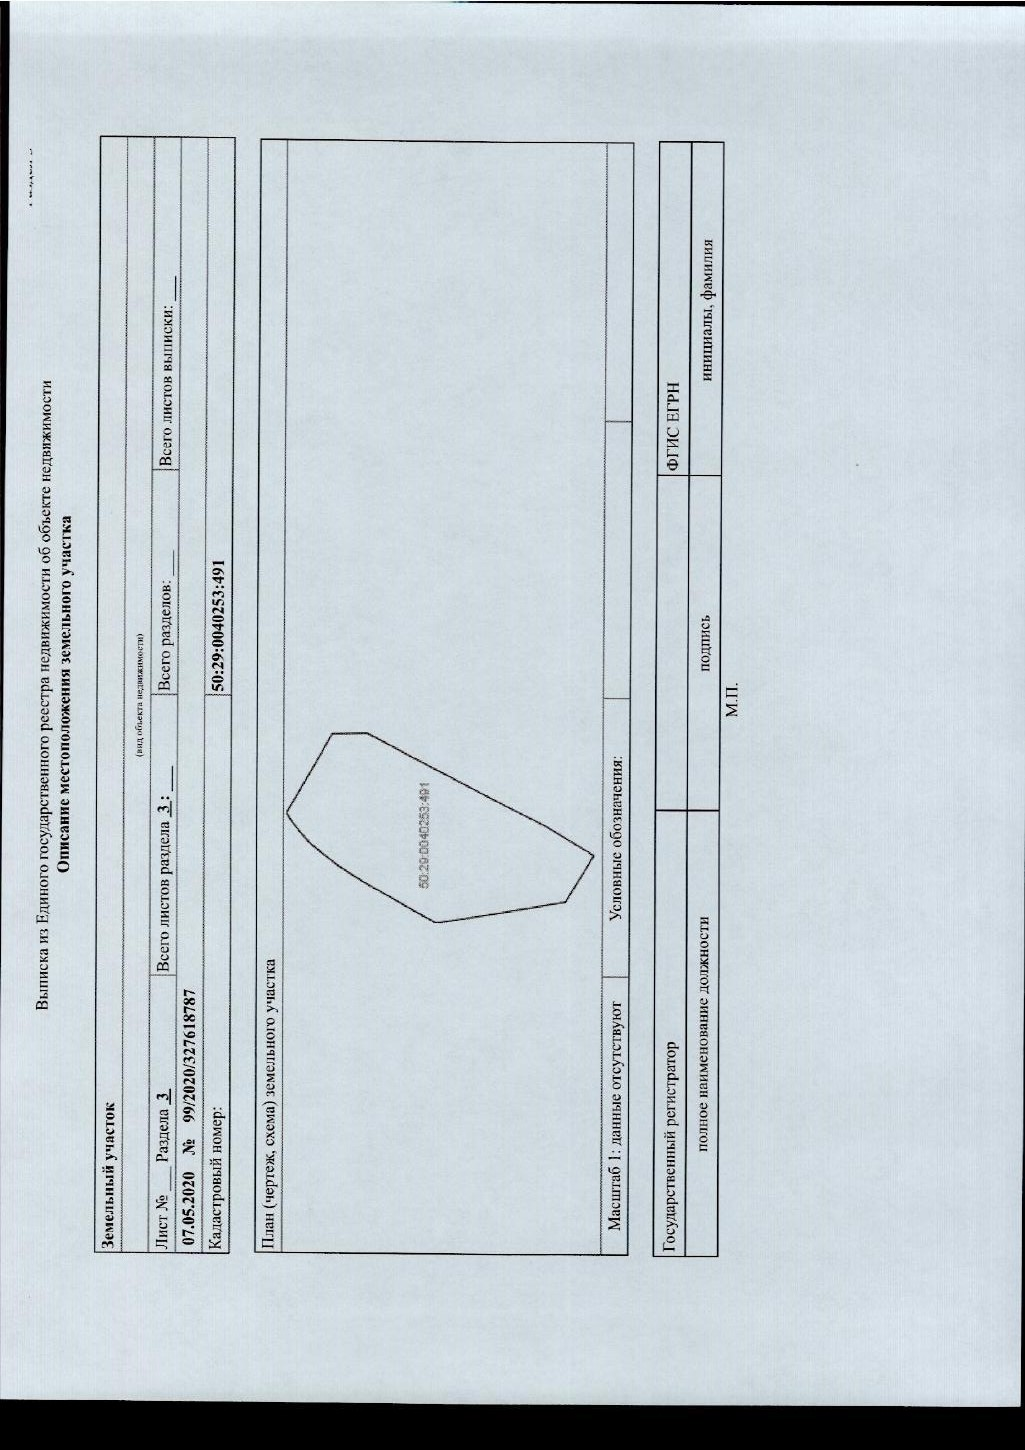 Выписка из Единого государственного реестра недвижимости об объекте недвижимости
Описание местоположения земельного участка
Земельный участок
(вид объекта недвижимости)
Лист № ___ Раздела 3 Всего листов раздела 3 : ___ Всего разделов: ___ Всего листов выписки: ___
07.05.2020 № 99/2020/327618787
Кадастровый номер: 50:29:0040253:491
План (чертеж, схема) земельного участка
50:29:0040253:491
Масштаб 1: данные отсутствуют Условные обозначения:
Государственный регистратор ФГИС ЕГРН
полное наименование должности подпись инициалы, фамилия
М.П.